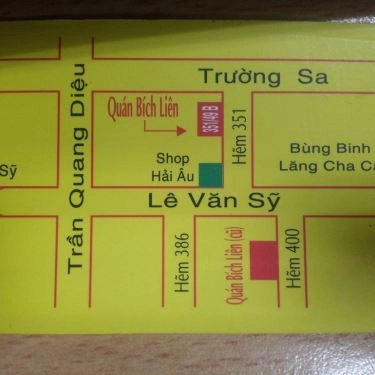 Trường Sa
Quán Bích Liên
351/49 B
Hẻm 351
Trần Quang Diệu
Shop
Hải Âu
Bùng Binh
Lăng Cha Cả
Sỹ
Lê Văn Sỹ
Hẻm 386
Quán Bích Liên (cũ)
Hẻm 400